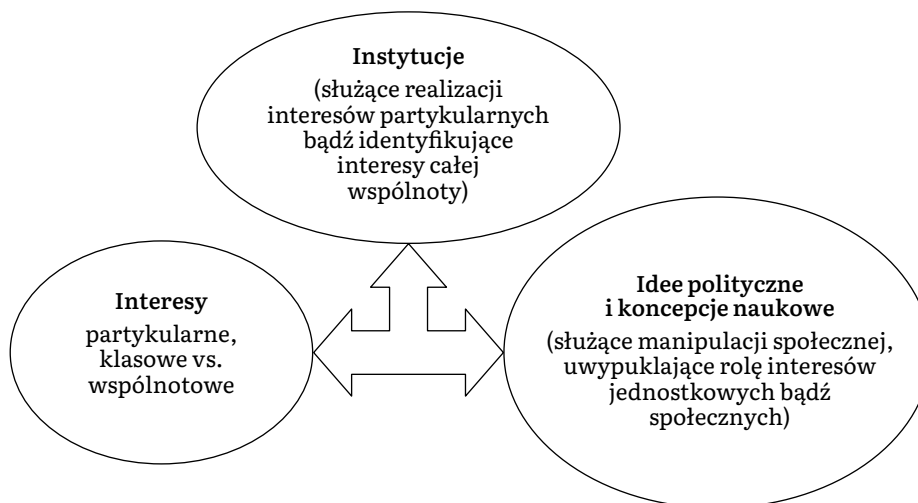 Instytucje
(służące realizacji
interesów partykularnych
bądź identyfikujące
interesy całej
wspólnoty)
Interesy
partykularne,
klasowe vs.
wspólnotowe
Idee polityczne
i koncepcje naukowe
(służące manipulacji społecznej,
uwypuklające rolę interesów
jednostkowych bądź
społecznych)